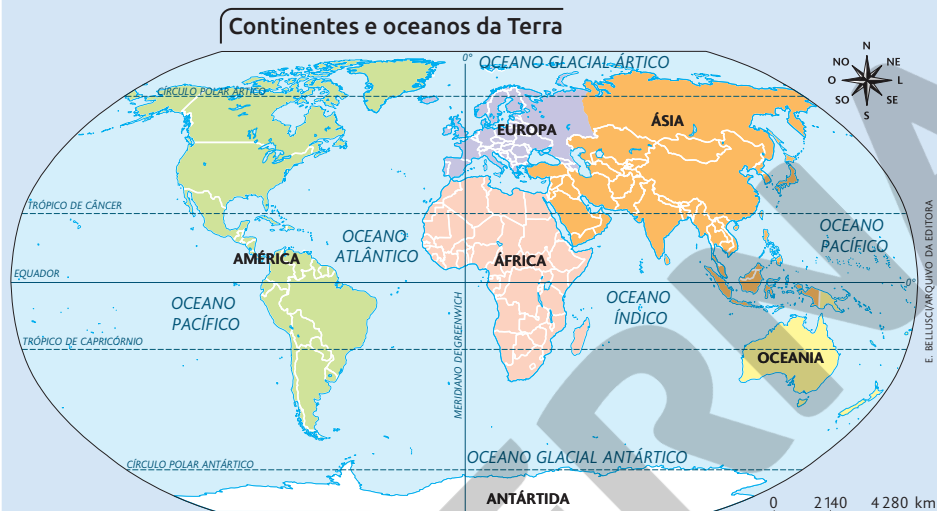 Continentes e oceanos da Terra
N
NO NE
O L
SO SE
S
0°
OCEANO GLACIAL ÁRTICO
CÍRCULO POLAR ÁRTICO
EUROPA
ÁSIA
TRÓPICO DE CÂNCER
OCEANO
ATLÂNTICO
OCEANO
PACÍFICO
AMÉRICA
ÁFRICA
EQUADOR
0°
OCEANO
PACÍFICO
OCEANO
ÍNDICO
TRÓPICO DE CAPRICÓRNIO
MERIDIANO DE GREENWICH
OCEANIA
CÍRCULO POLAR ANTÁRTICO
OCEANO GLACIAL ANTÁRTICO
ANTÁRTIDA
0 2 140 4 280 km
E. BELLUSCI/ARQUIVO DA EDITORA